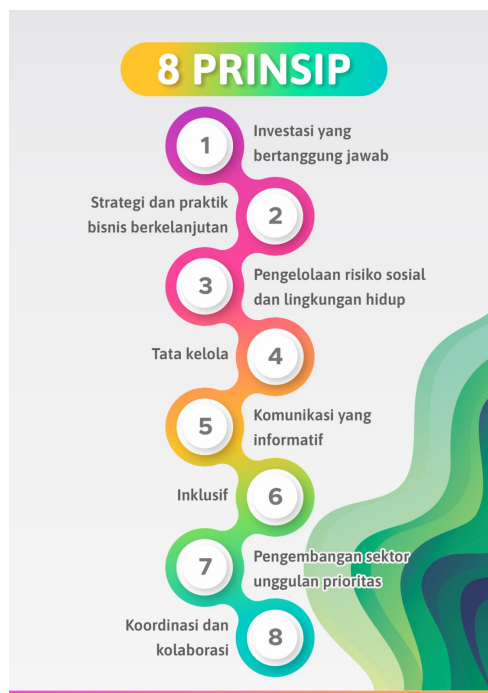 8 PRINSIP
1
Investasi yang
bertanggung jawab
Strategi dan praktik
bisnis berkelanjutan
2
3
Pengelolaan risiko sosial
dan lingkungan hidup
Tata kelola
4
5
Komunikasi yang
informatif
Inklusif
6
7
Pengembangan sektor
unggulan prioritas
Koordinasi dan
kolaborasi
8